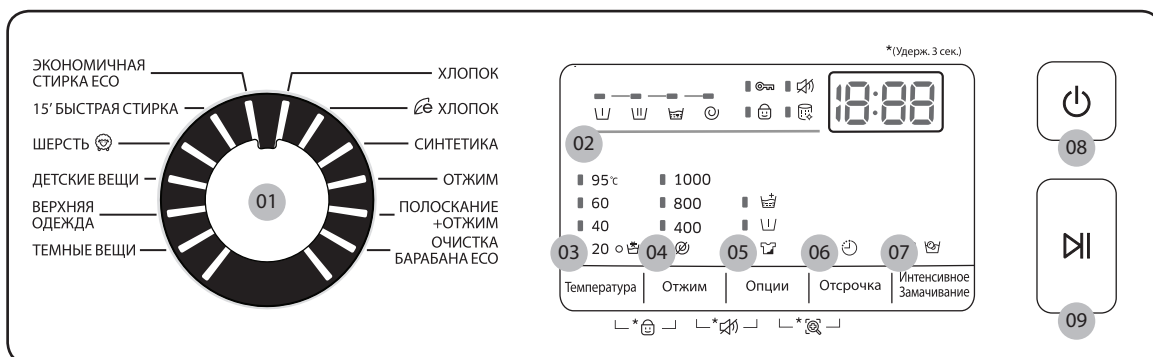 *(Удерж. 3 сек.)
ЭКОНОМИЧНАЯ
СТИРКА ECO
15' БЫСТРАЯ СТИРКА
ШЕРСТЬ
ДЕТСКИЕ ВЕЩИ
ВЕРХНЯЯ
ОДЕЖДА
ТЕМНЫЕ ВЕЩИ
01
ХЛОПОК
e ХЛОПОК
СИНТЕТИКА
ОТЖИМ
ПОЛОСКАНИЕ
+ОТЖИМ
ОЧИСТКА
БАРАБАНА ECO
18:88
02
95℃ 1000
60 800
40 400
20
03 04 05 06 07
Температура Отжим Опции Отсрочка Интенсивное
Замачивание
* * *
08
09